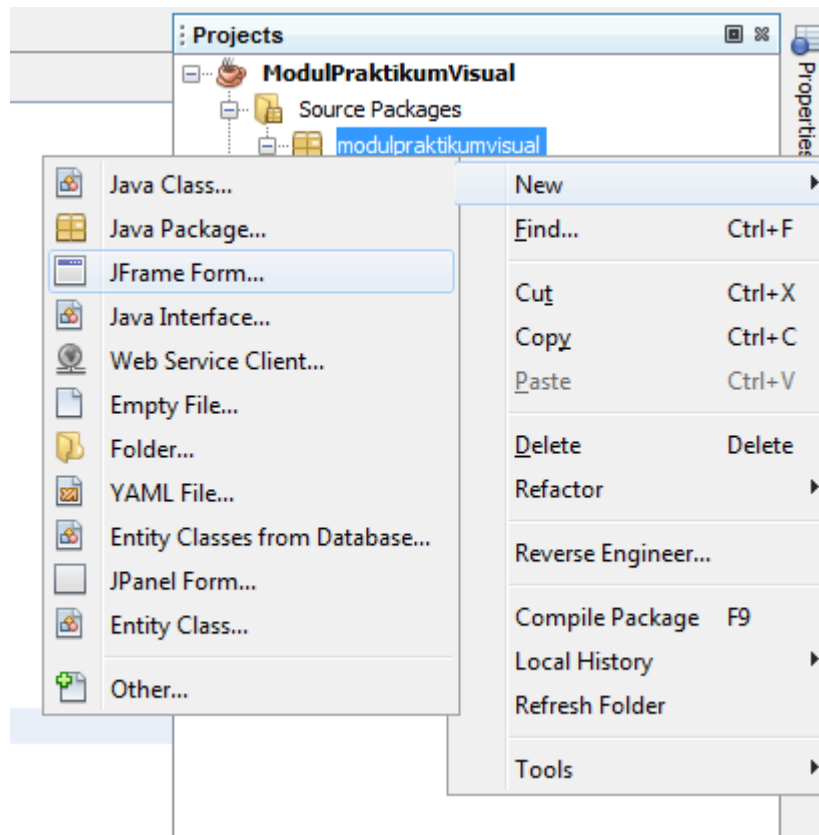 Projects
Properties
ModulPraktikumVisual
Source Packages
modulpraktikumvisual
Java Class...
Java Package...
JFrame Form...
Java Interface...
Web Service Client...
Empty File...
Folder...
YAML File...
Entity Classes from Database...
JPanel Form...
Entity Class...
Other...
New
Find... Ctrl+F
Cut Ctrl+X
Copy Ctrl+C
Paste Ctrl+V
Delete Delete
Refactor
Reverse Engineer...
Compile Package F9
Local History
Refresh Folder
Tools